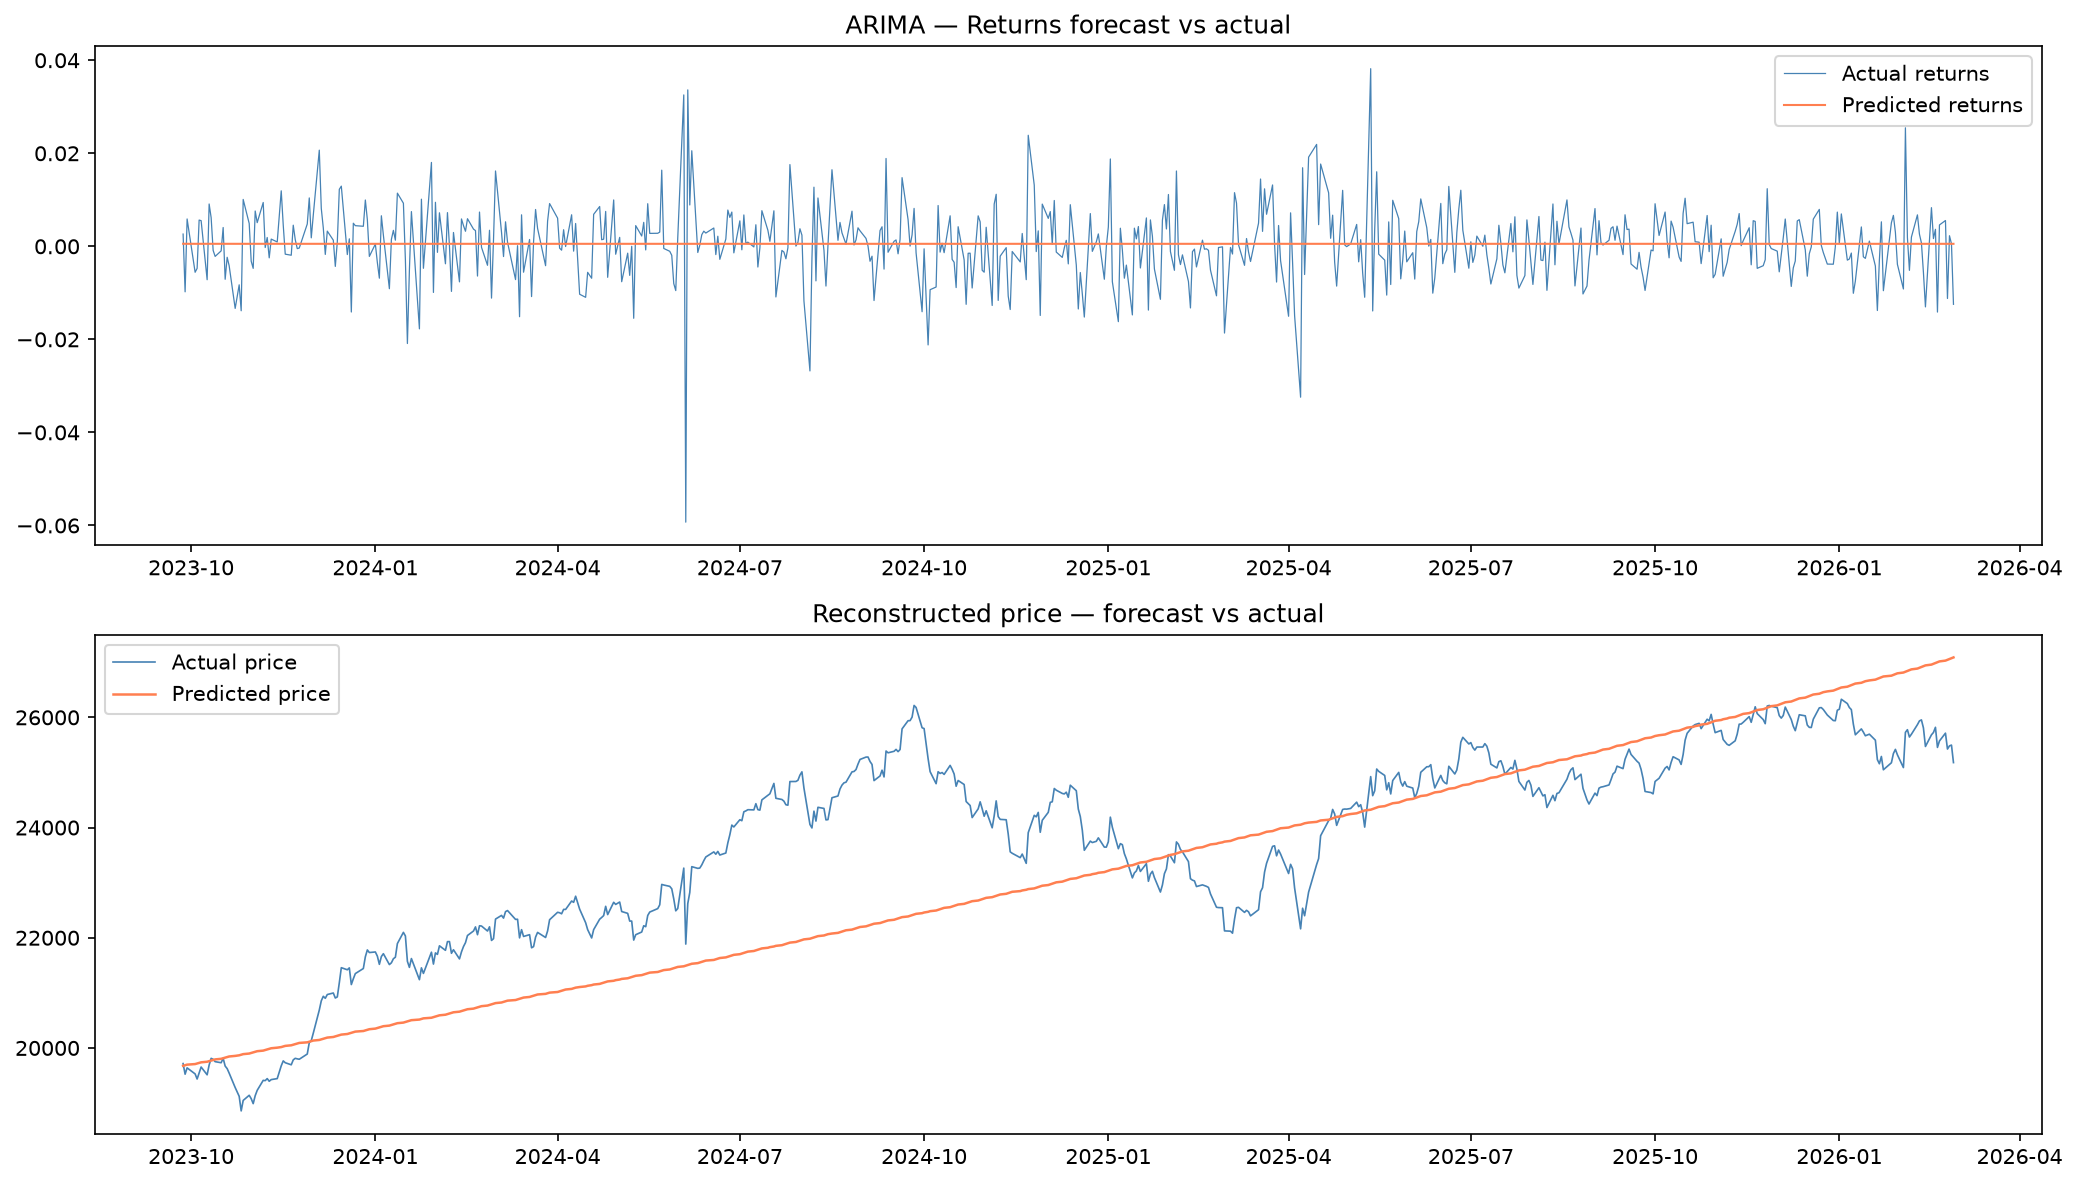 ARIMA — Returns forecast vs actual
Actual returns
Predicted returns
0.04
0.02
0.00
−0.02
−0.04
−0.06
2023-10 2024-01 2024-04 2024-07 2024-10 2025-01 2025-04 2025-07 2025-10 2026-01 2026-04
Reconstructed price — forecast vs actual
Actual price
Predicted price
26000
24000
22000
20000
2023-10 2024-01 2024-04 2024-07 2024-10 2025-01 2025-04 2025-07 2025-10 2026-01 2026-04